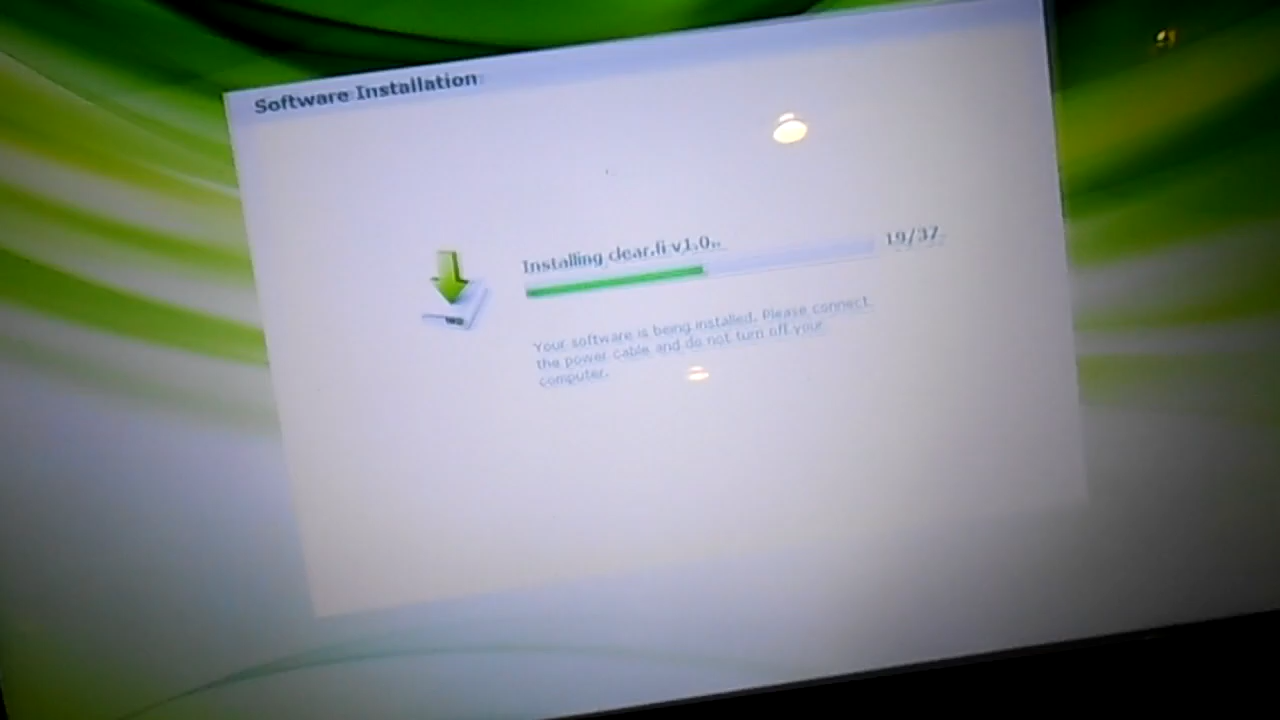 Software Installation
Installing clear.fi v1.0..
19/37
Your software is being installed. Please connect
the power cable and do not turn off your
computer.